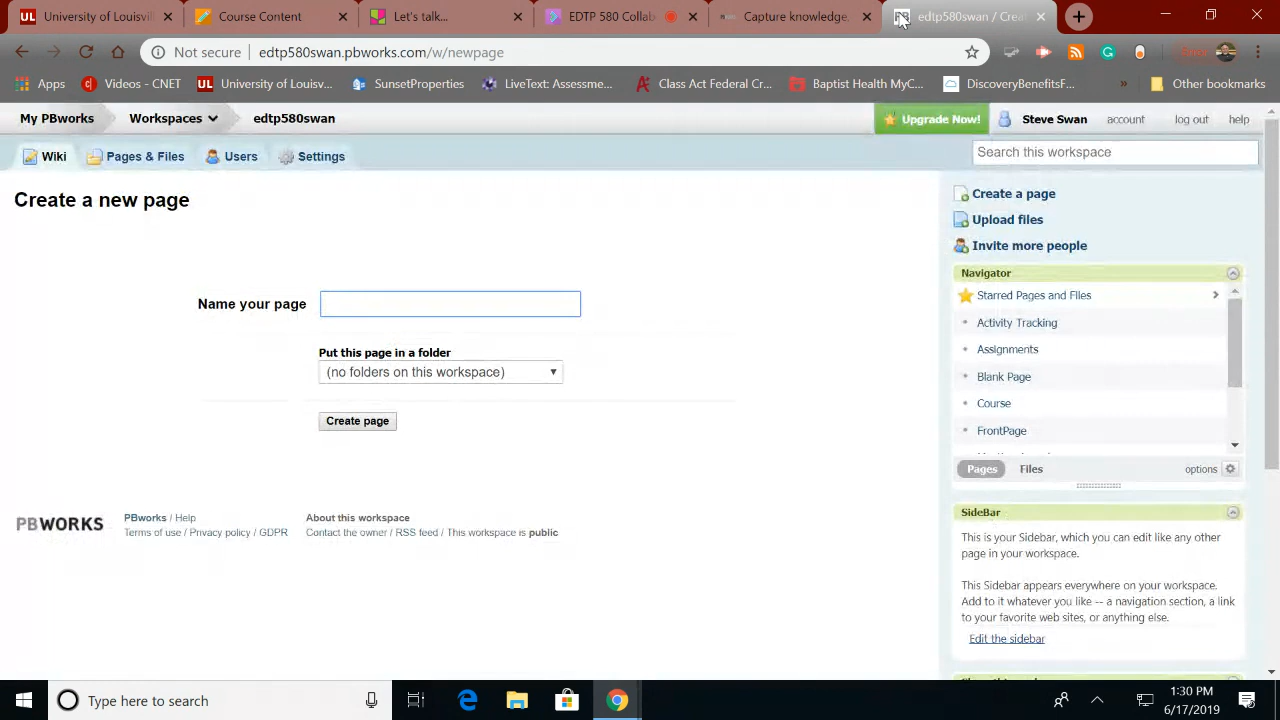 University of Louisvil
Course Content
Let's talk...
EDTP 580 Collab
Capture knowledge,
edtp580swan / Crea
Not secure
edtp580swan.pbworks.com/w/newpage
Apps
Videos - CNET
University of Louisv...
SunsetProperties
LiveText: Assessme...
Class Act Federal Cr...
Baptist Health MyC...
DiscoveryBenefitsF...
»
Other bookmarks
My PBworks
Workspaces
edtp580swan
Upgrade Now!
Steve Swan
account
log out
help
Wiki
Pages & Files
Users
Settings
Search this workspace
Create a new page
Create a page
Upload files
Invite more people
Name your page
Put this page in a folder
(no folders on this workspace)
Create page
Navigator
Starred Pages and Files
Activity Tracking
Assignments
Blank Page
Course
FrontPage
Pages
Files
options
SideBar
This is your Sidebar, which you can edit like any other
page in your workspace.
This Sidebar appears everywhere on your workspace.
Add to it whatever you like -- a navigation section, a link
to your favorite web sites, or anything else.
Edit the sidebar
PBWORKS
PBworks / Help
Terms of use / Privacy policy / GDPR
About this workspace
Contact the owner / RSS feed / This workspace is public
Type here to search
1:30 PM
6/17/2019